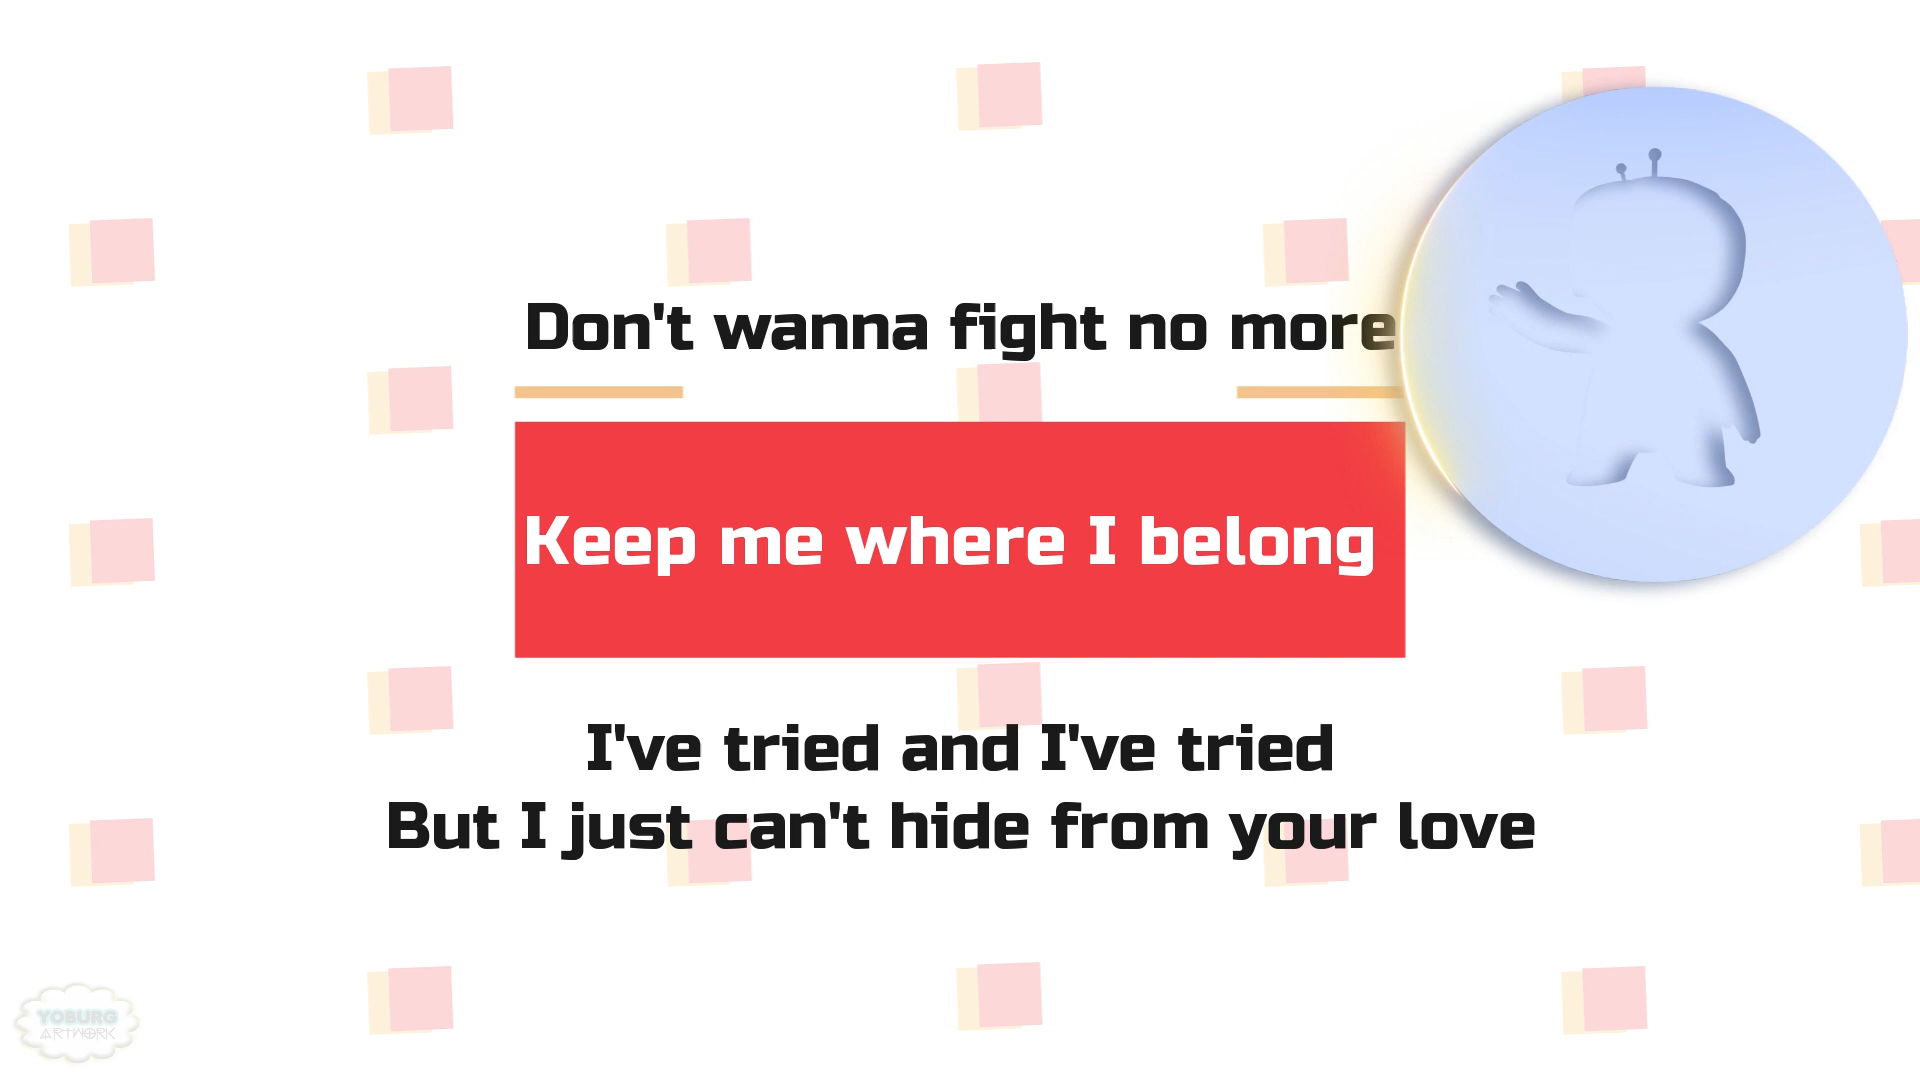 Don't wanna fight no more
Keep me where I belong
I've tried and I've tried
But I just can't hide from your love
YOBURG
ARTWORK